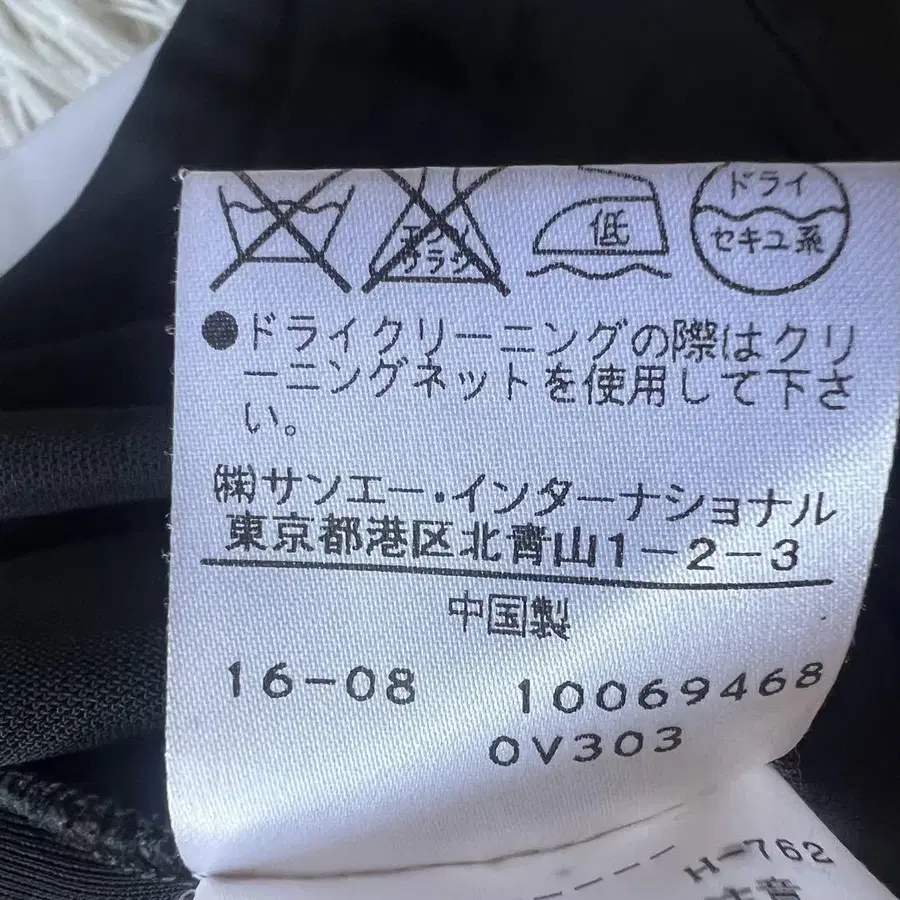 エンソ
サラシ
低
ドライ
セキユ系
●ドライクリーニングの際はクリ
ーニングネットを使用して下さ
い。
㈱サンエー・インターナショナル
東京都港区北青山1-2-3
中国製
16-08 10069468
0V303
H-762